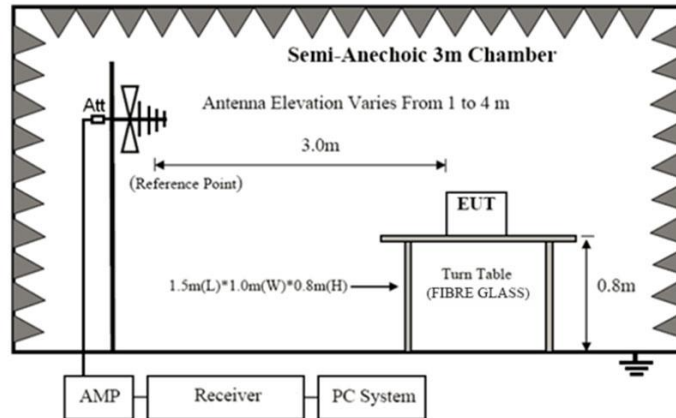 Semi-Anechoic 3m Chamber
Att
Antenna Elevation Varies From 1 to 4 m
3.0m
(Reference Point)
EUT
1.5m(L)*1.0m(W)*0.8m(H)
Turn Table
(FIBRE GLASS)
0.8m
AMP
Receiver
PC System